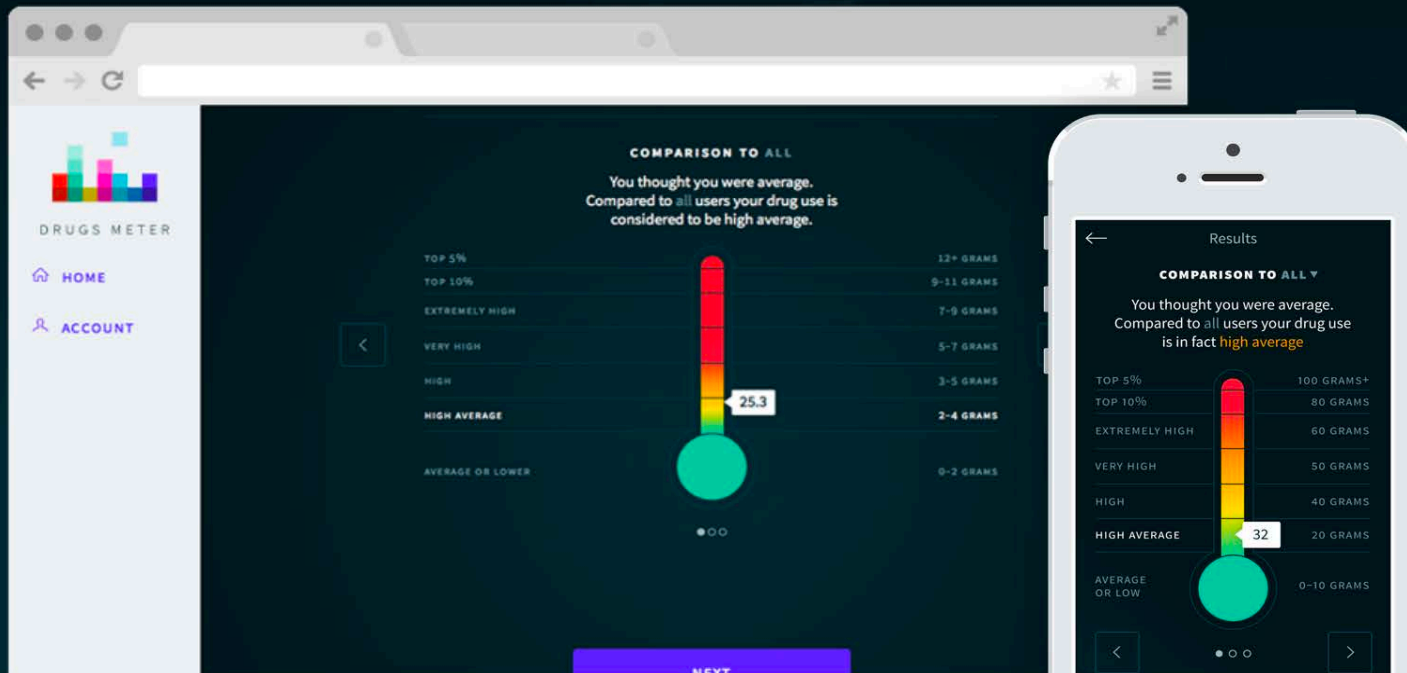 DRUGS METER
HOME
ACCOUNT
COMPARISON TO ALL
You thought you were average.
Compared to all users your drug use is
considered to be high average.
TOP 5% 12+ GRAMS
TOP 10% 9-11 GRAMS
EXTREMELY HIGH 7-9 GRAMS
VERY HIGH 5-7 GRAMS
HIGH 3-5 GRAMS
25.3
HIGH AVERAGE 2-4 GRAMS
AVERAGE OR LOWER 0-2 GRAMS
NEXT
Results
COMPARISON TO ALL
You thought you were average.
Compared to all users your drug use
is in fact high average
TOP 5% 100 GRAMS+
TOP 10% 80 GRAMS
EXTREMELY HIGH 60 GRAMS
VERY HIGH 50 GRAMS
HIGH 40 GRAMS
HIGH AVERAGE 32 20 GRAMS
AVERAGE
OR LOW 0-10 GRAMS